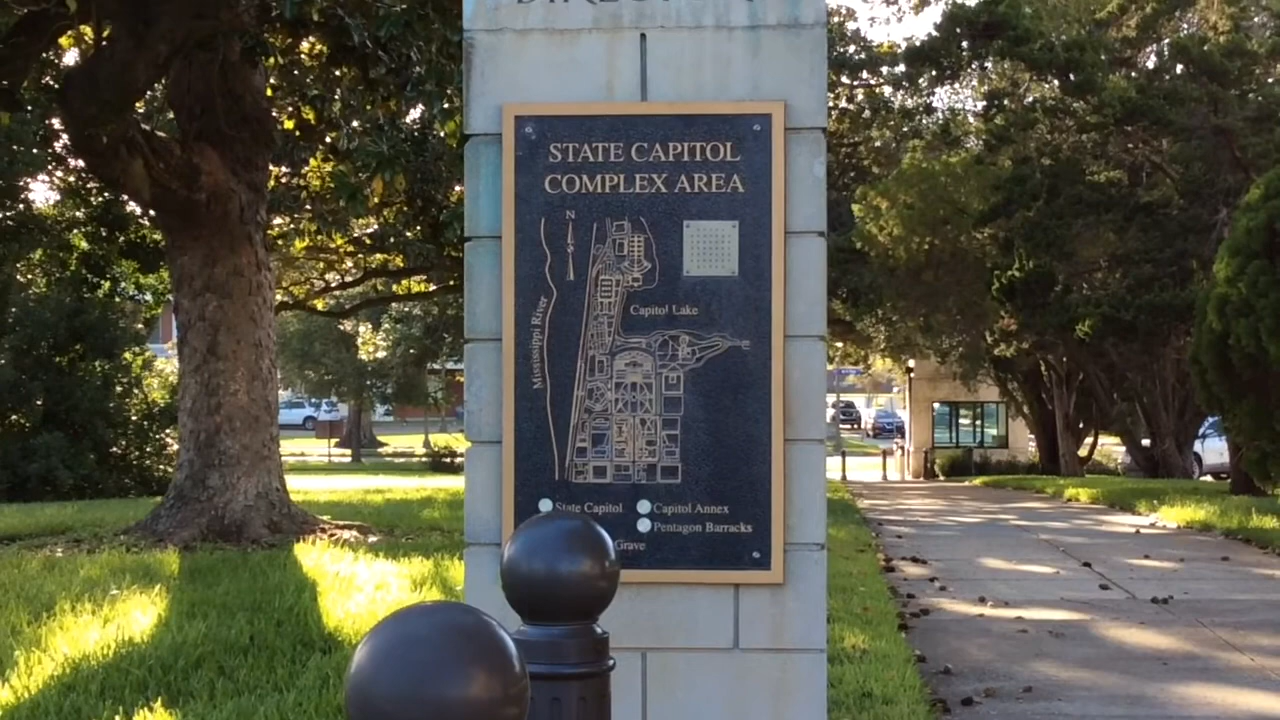 STATE CAPITOL
COMPLEX AREA
N
Mississippi River
Capitol Lake
State Capitol
Capitol Annex
Pentagon Barracks
Grave